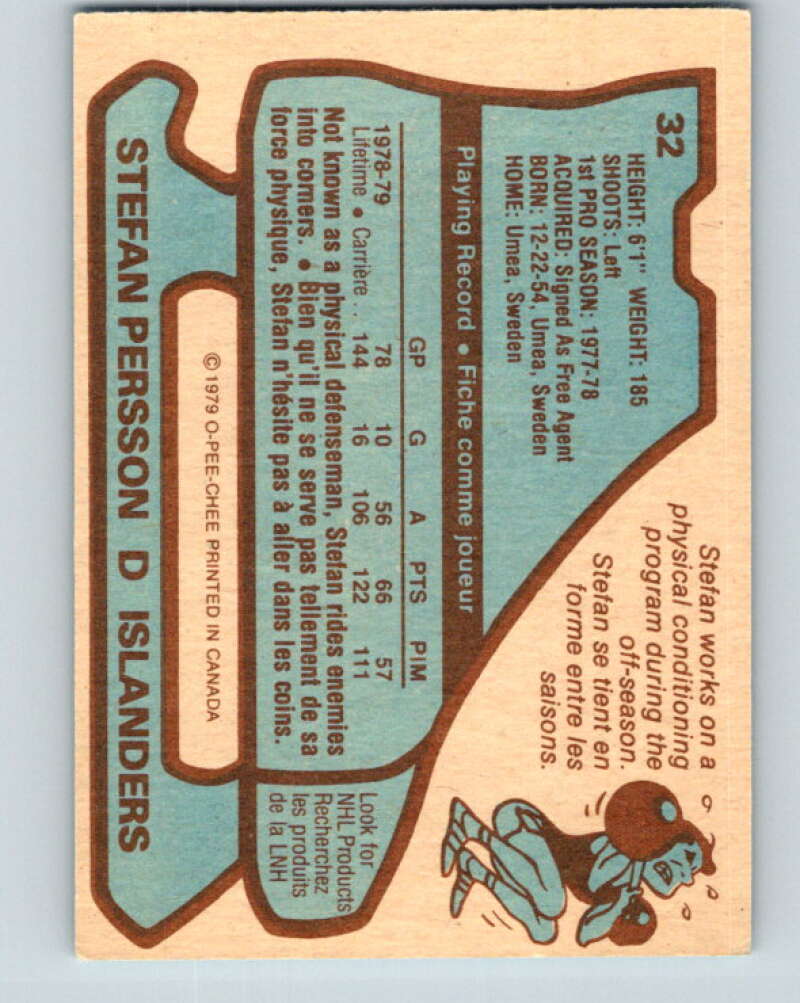 32
HEIGHT: 6'1" WEIGHT: 185
SHOOTS: Left
1st PRO SEASON: 1977-78
ACQUIRED: Signed As Free Agent
BORN: 12-22-54, Umea, Sweden
HOME: Umea, Sweden
Stefan works on a
physical conditioning
program during the
off-season.
Stefan se tient en
forme entre les
saisons.
Playing Record • Fiche comme joueur
GP G A PTS PIM
1978-79 78 10 56 66 57
Lifetime • Carrière . . 144 16 106 122 111
Not known as a physical defenseman, Stefan rides enemies
into corners. • Bien qu'il ne se serve pas tellement de sa
force physique, Stefan n'hésite pas à aller dans les coins.
Look for
NHL Products
Recherchez
les produits
de la LNH
© 1979 O-PEE-CHEE PRINTED IN CANADA
STEFAN PERSSON D ISLANDERS